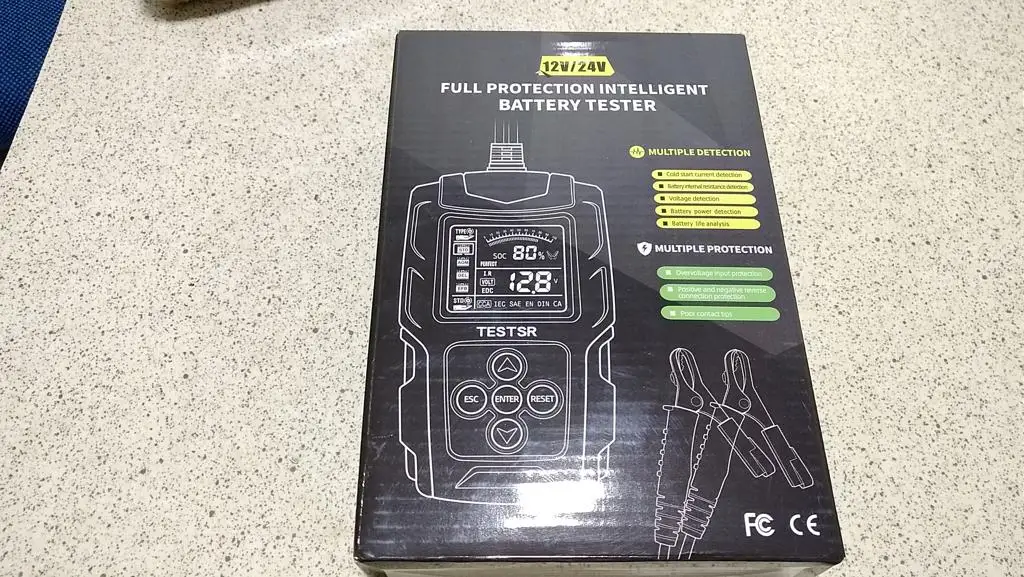 12V/24V
FULL PROTECTION INTELLIGENT
BATTERY TESTER
MULTIPLE DETECTION
Cold start current detection
Battery internal resistance detection
Voltage detection
Battery power detection
Battery life analysis
MULTIPLE PROTECTION
Overvoltage input protection
Positive and negative reverse
connection protection
Poor contact tips
TYPE
SOC 80%
PERFECT
I.R
VOLT 12.8 V
EDC
AGM
GEL
EFB
STD
CCA IEC SAE EN DIN CA
TESTSR
ESC ENTER RESET
FC CE